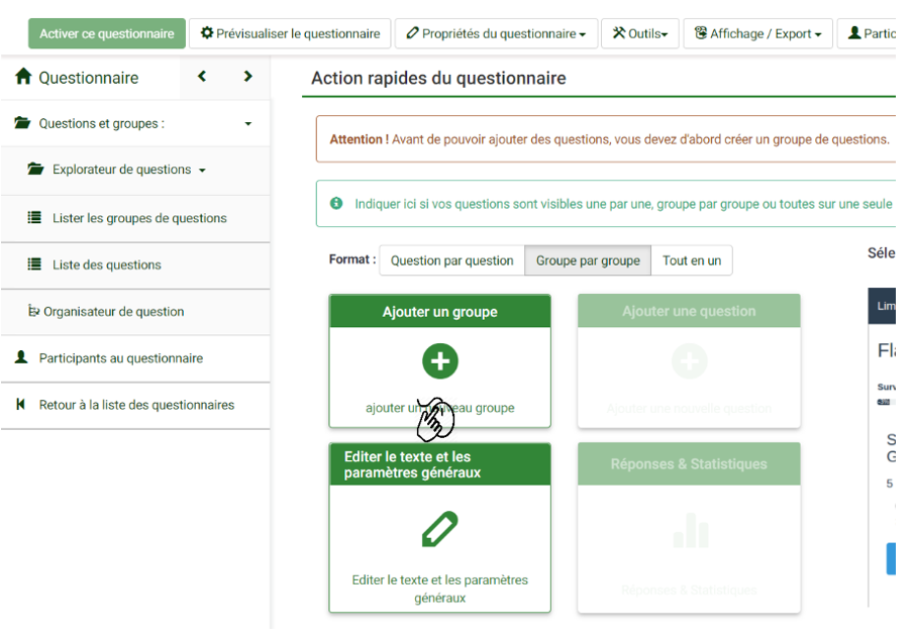 Activer ce questionnaire
Prévisualiser le questionnaire
Propriétés du questionnaire
Outils
Affichage / Export
Questionnaire
Action rapides du questionnaire
Questions et groupes :
Attention ! Avant de pouvoir ajouter des questions, vous devez d'abord créer un groupe de questions.
Explorateur de questions
Indiquer ici si vos questions sont visibles une par une, groupe par groupe ou toutes sur une seule
Lister les groupes de questions
Format :
Question par question
Groupe par groupe
Tout en un
Liste des questions
Organisateur de question
Participants au questionnaire
Retour à la liste des questionnaires
Ajouter un groupe
ajouter un nouveau groupe
Ajouter une question
Ajouter une nouvelle question
Editer le texte et les
paramètres généraux
Editer le texte et les paramètres
généraux
Réponses & Statistiques
Réponses & Statistiques
5